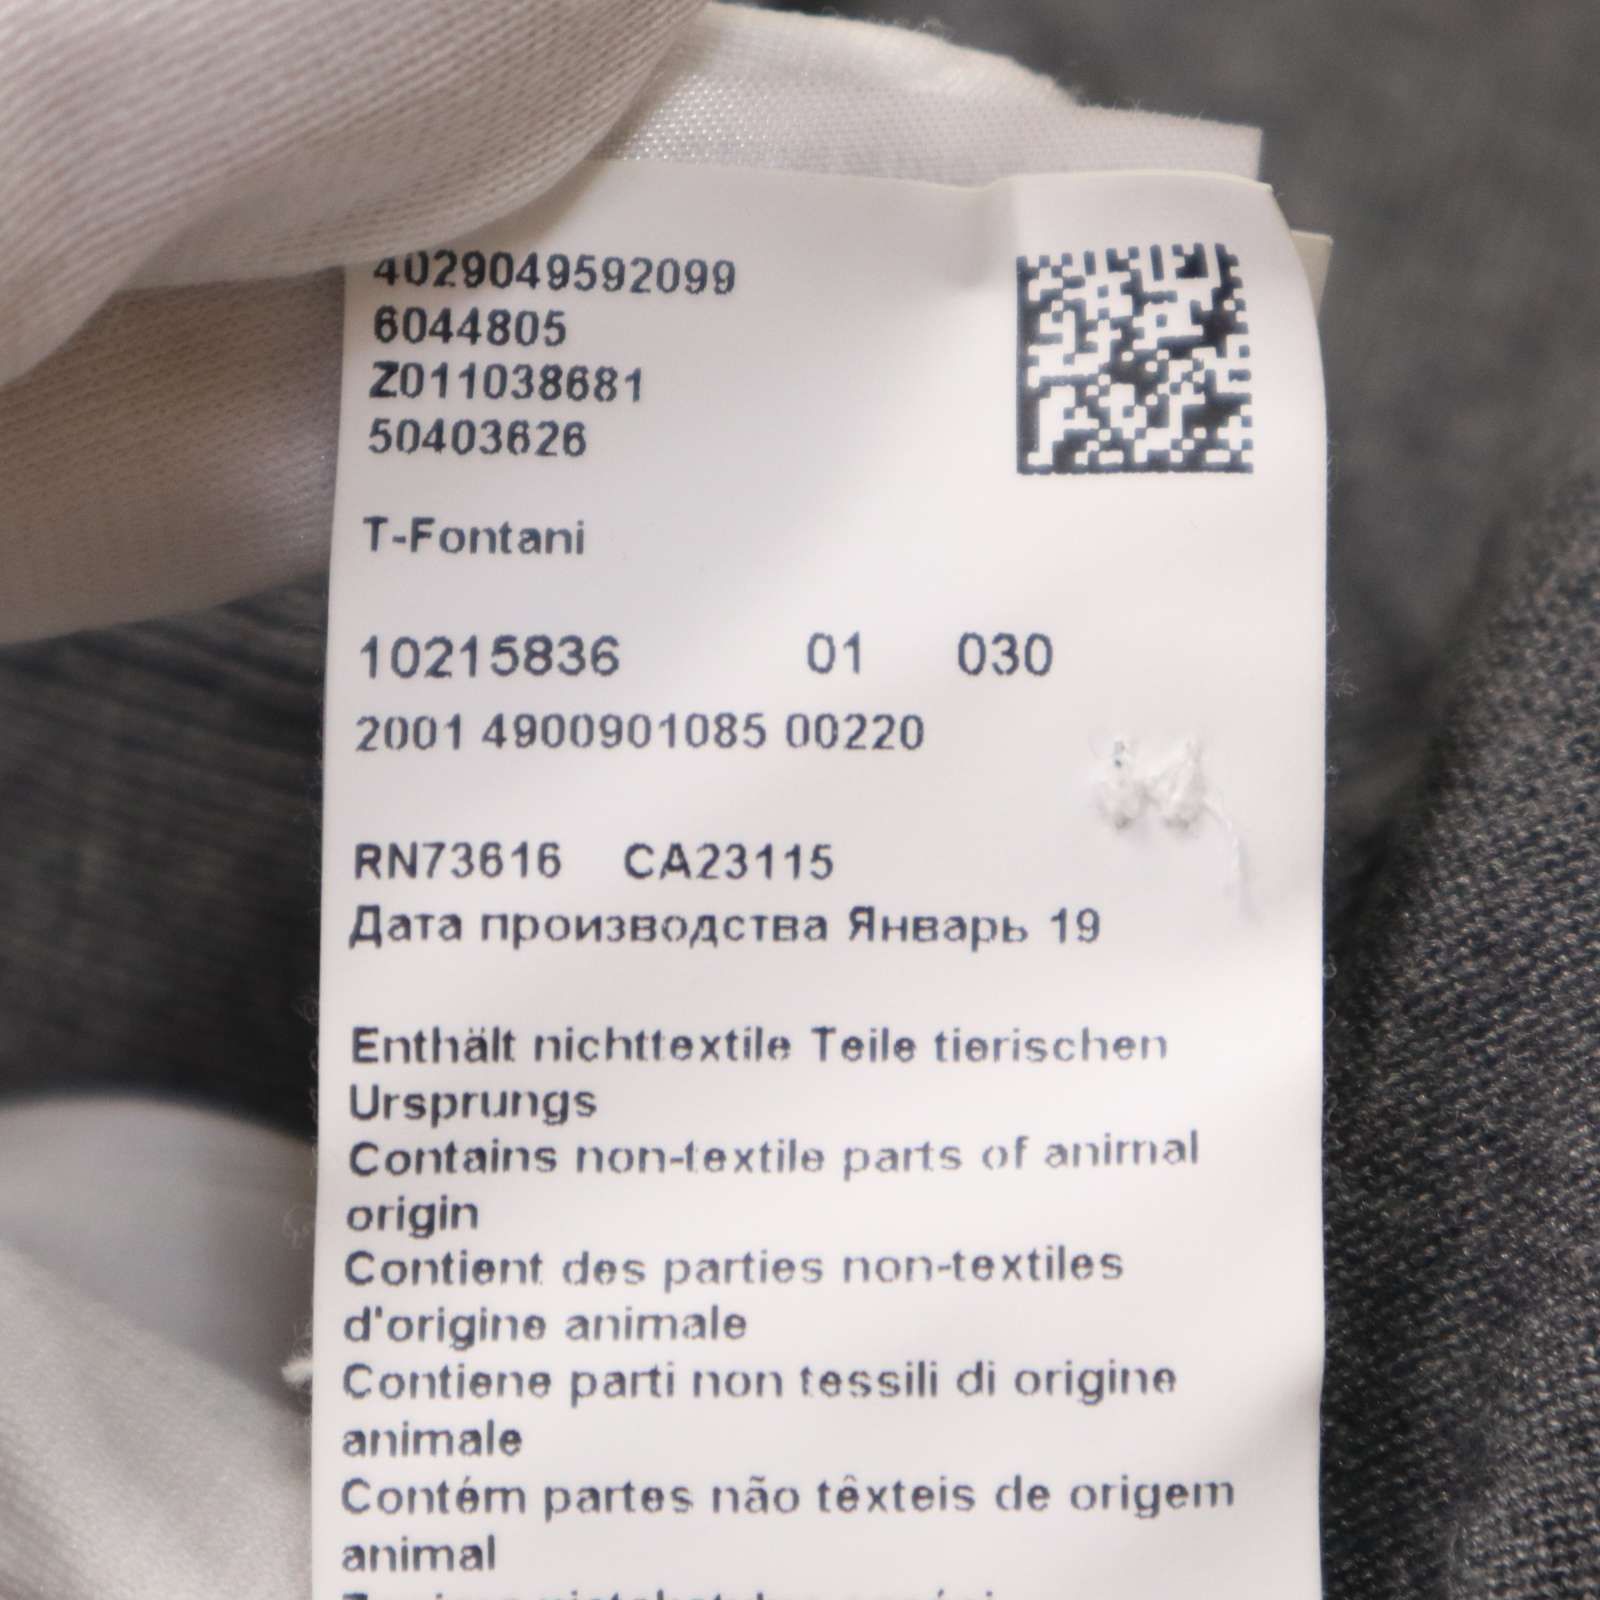 4029049592099
6044805
Z011038681
50403626
T-Fontani
10215836 01 030
2001 4900901085 00220
RN73616 CA23115
Дата производства Январь 19
Enthält nichttextile Teile tierischen
Ursprungs
Contains non-textile parts of animal
origin
Contient des parties non-textiles
d'origine animale
Contiene parti non tessili di origine
animale
Contém partes não têxteis de origem
animal